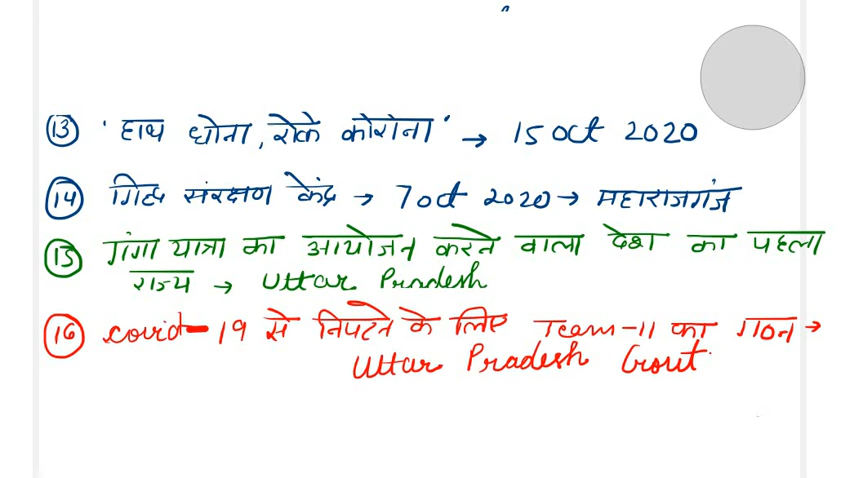 (13) 'हाथ धोना, रोके कोरोना' → 15 oct 2020
(14) गिद्ध संरक्षण केंद्र → 7 oct 2020 → महाराजगंज
(15) गंगा यात्रा का आयोजन करने वाला देश का पहला
राज्य → Uttar Pradesh
(16) covid-19 से निपटने के लिए Team-11 का गठन →
Uttar Pradesh Govt.